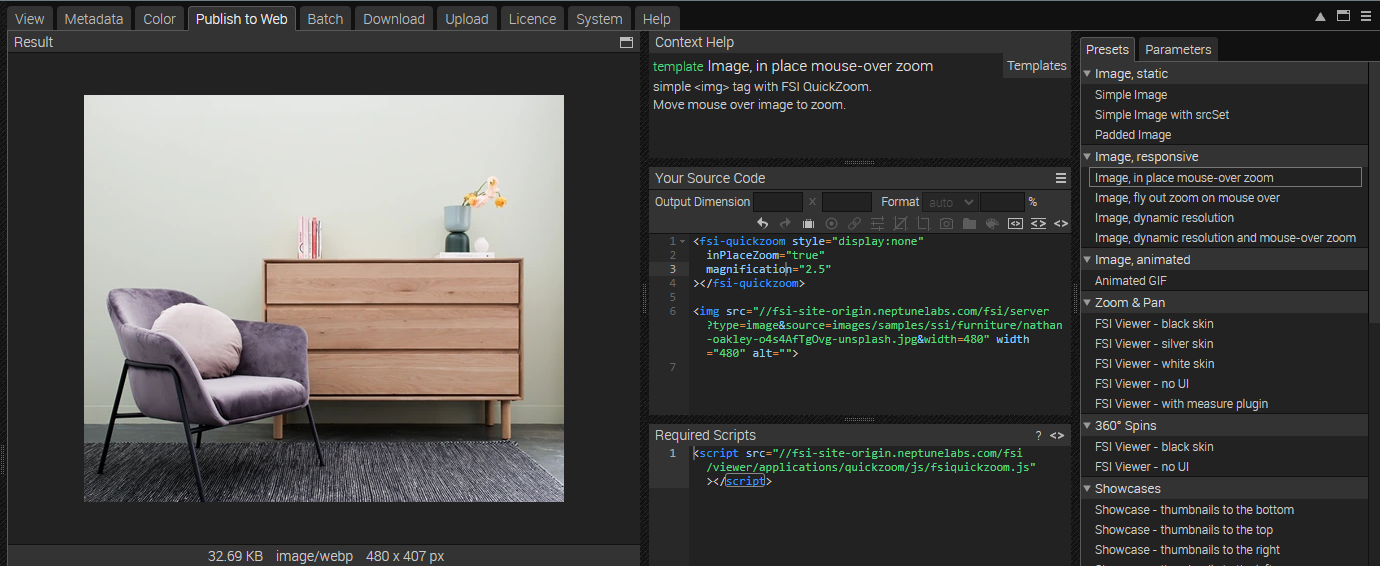 View Metadata Color Publish to Web Batch Download Upload Licence System Help
Result
32.69 KB image/webp 480 x 407 px
Context Help
template Image, in place mouse-over zoom
Templates
simple <img> tag with FSI QuickZoom.
Move mouse over image to zoom.
Your Source Code
Output Dimension X Format auto %
1 <fsi-quickzoom style="display:none"
2 inPlaceZoom="true"
3 magnification="2.5"
4 ></fsi-quickzoom>
5
6 <img src="//fsi-site-origin.neptunelabs.com/fsi/server
?type=image&source=images/samples/ssi/furniture/nathan
-oakley-o4s4AfTgOvg-unsplash.jpg&width=480" width
="480" alt="">
7
Required Scripts ? <>
1 <script src="//fsi-site-origin.neptunelabs.com/fsi
/viewer/applications/quickzoom/js/fsiquickzoom.js"
></script>
Presets Parameters
Image, static
Simple Image
Simple Image with srcSet
Padded Image
Image, responsive
Image, in place mouse-over zoom
Image, fly out zoom on mouse over
Image, dynamic resolution
Image, dynamic resolution and mouse-over zoom
Image, animated
Animated GIF
Zoom & Pan
FSI Viewer - black skin
FSI Viewer - silver skin
FSI Viewer - white skin
FSI Viewer - no UI
FSI Viewer - with measure plugin
360° Spins
FSI Viewer - black skin
FSI Viewer - no UI
Showcases
Showcase - thumbnails to the bottom
Showcase - thumbnails to the top
Showcase - thumbnails to the right